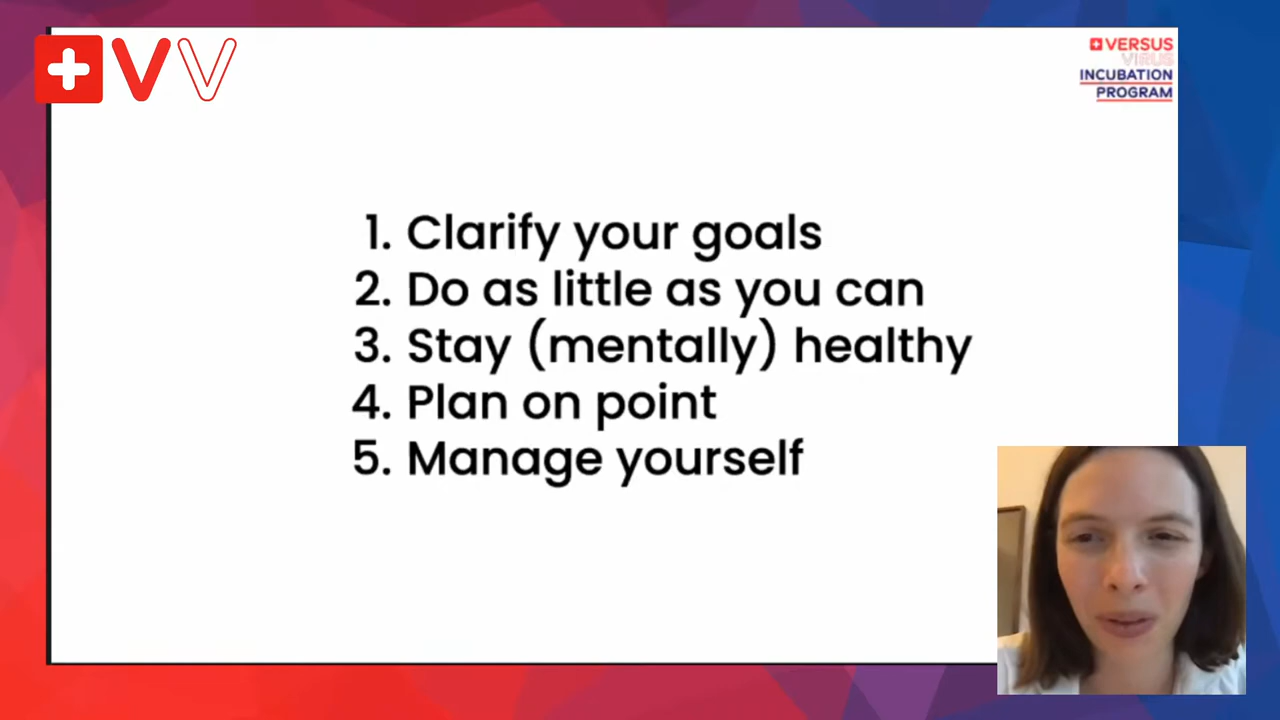 VV
VERSUS
VIRUS
INCUBATION
PROGRAM
1. Clarify your goals
2. Do as little as you can
3. Stay (mentally) healthy
4. Plan on point
5. Manage yourself